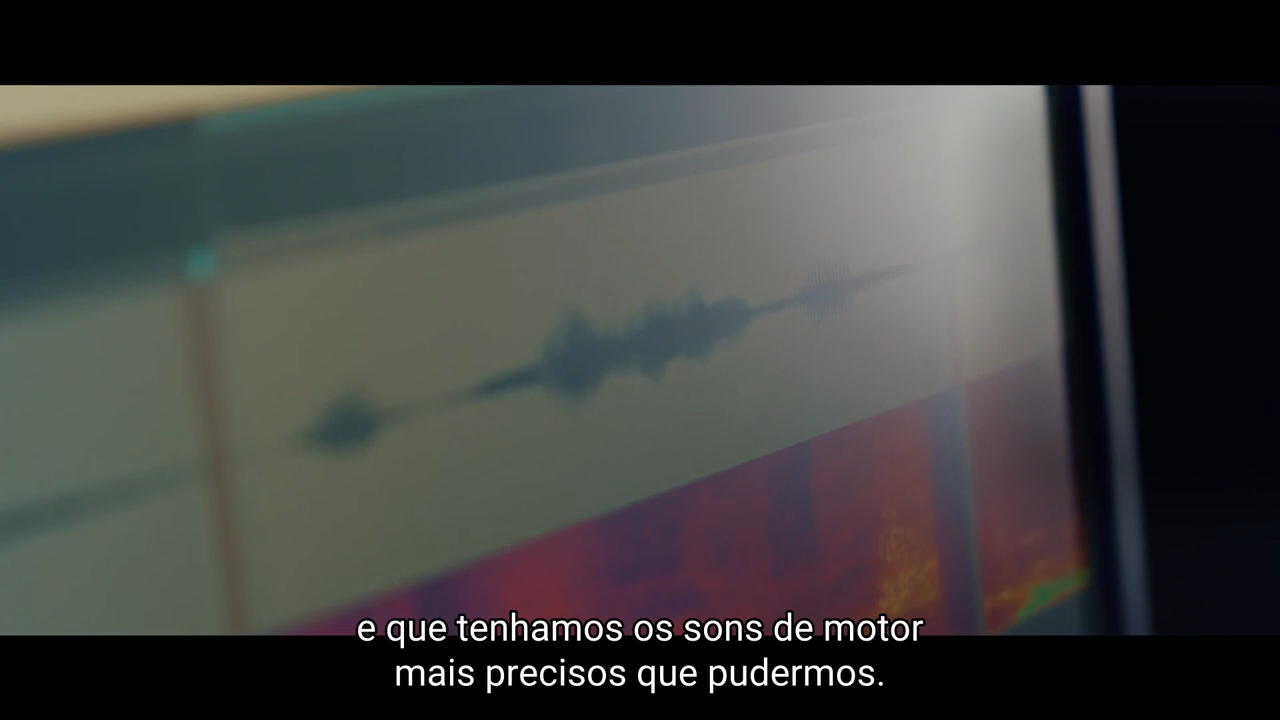 e que tenhamos os sons de motor
mais precisos que pudermos.